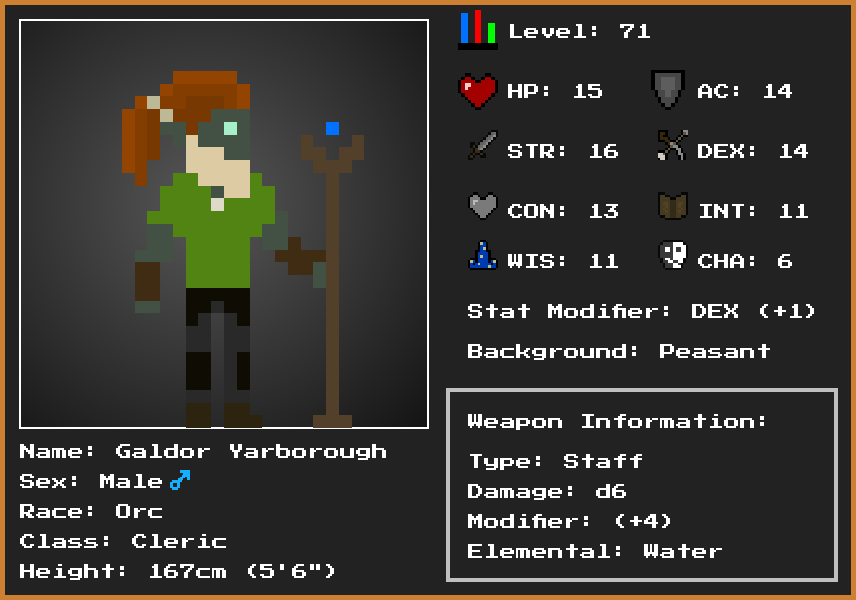 Level: 71
HP: 15
AC: 14
STR: 16
DEX: 14
CON: 13
INT: 11
WIS: 11
CHA: 6
Stat Modifier: DEX (+1)
Background: Peasant
Weapon Information:
Type: Staff
Damage: d6
Modifier: (+4)
Elemental: Water
Name: Galdor Yarborough
Sex: Male♂
Race: Orc
Class: Cleric
Height: 167cm (5'6")